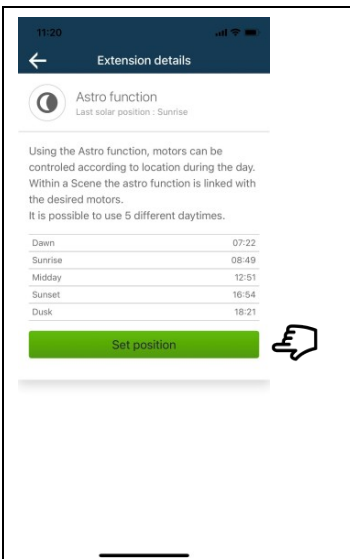 11:20
Extension details
Astro function
Last solar position : Sunrise
Using the Astro function, motors can be
controled according to location during the day.
Within a Scene the astro function is linked with
the desired motors.
It is possible to use 5 different daytimes.
Dawn 07:22
Sunrise 08:49
Midday 12:51
Sunset 16:54
Dusk 18:21
Set position